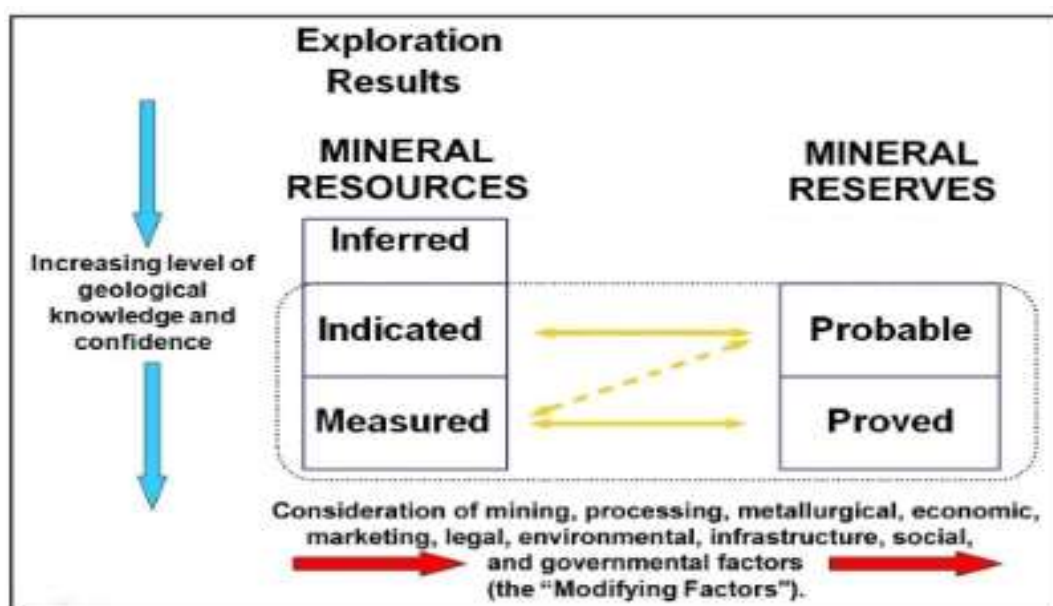 Exploration
Results
MINERAL
RESOURCES
MINERAL
RESERVES
Inferred
Increasing level of
geological
knowledge and
confidence
Indicated
Probable
Measured
Proved
Consideration of mining, processing, metallurgical, economic,
marketing, legal, environmental, infrastructure, social,
and governmental factors
(the “Modifying Factors”).